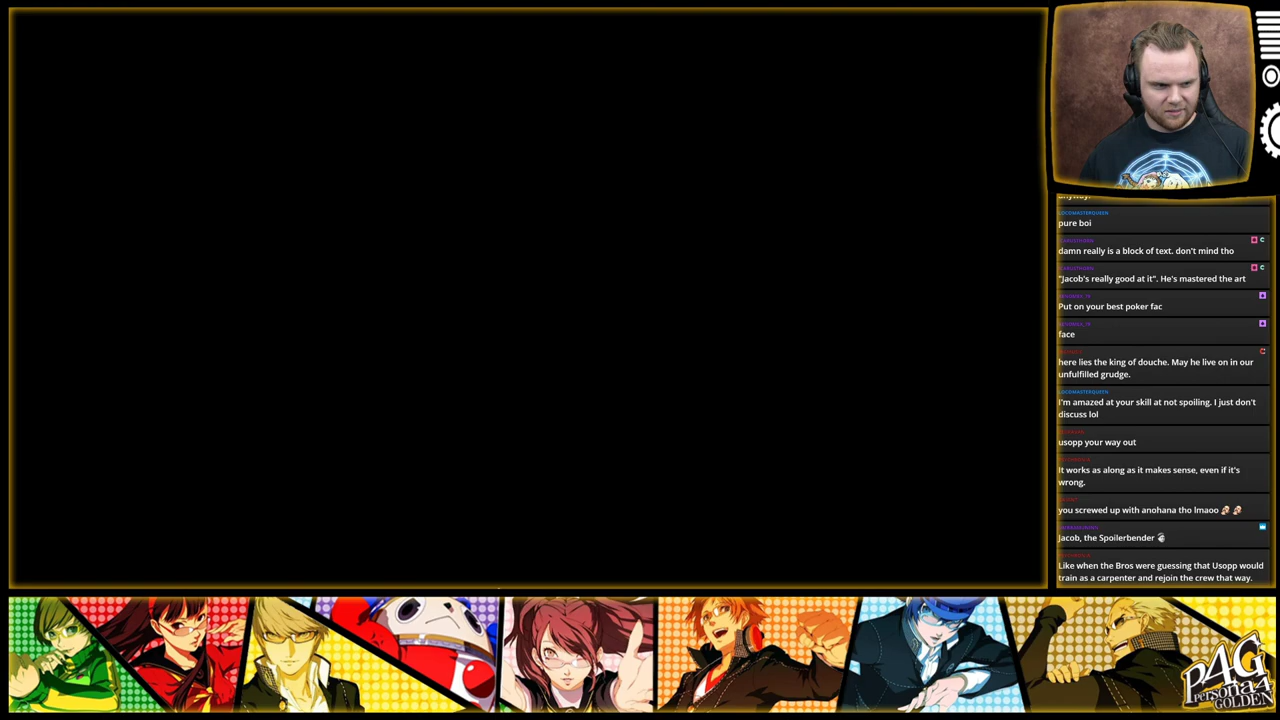 anyway.
LOCOMASTERQUEEN
pure boi
damn really is a block of text. don't mind tho
"Jacob's really good at it". He's mastered the art
Put on your best poker fac
face
here lies the king of douche. May he live on in our
unfulfilled grudge.
LOCOMASTERQUEEN
I'm amazed at your skill at not spoiling. I just don't
discuss lol
usopp your way out
It works as along as it makes sense, even if it's
wrong.
you screwed up with anohana tho lmaoo
Jacob, the Spoilerbender
Like when the Bros were guessing that Usopp would
train as a carpenter and rejoin the crew that way.
P4G
Persona4
GOLDEN